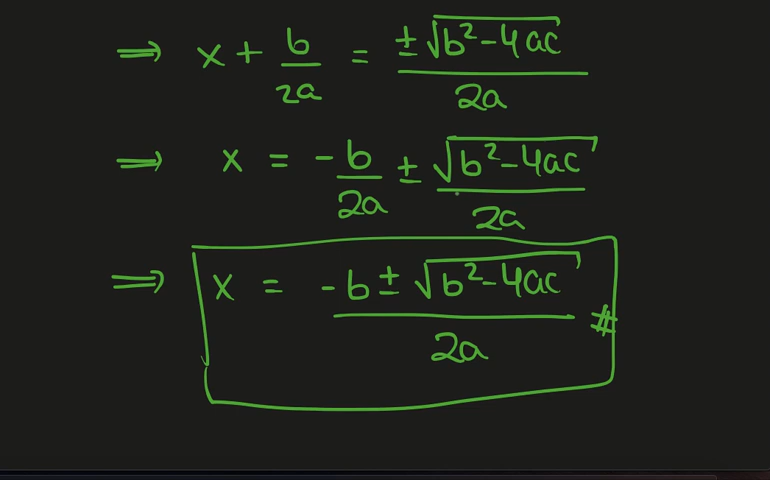 ⟹ x + b/2a = ±√(b²-4ac)/2a
⟹ x = -b/2a ± √(b²-4ac)/2a
⟹ x = (-b ± √(b²-4ac))/2a #